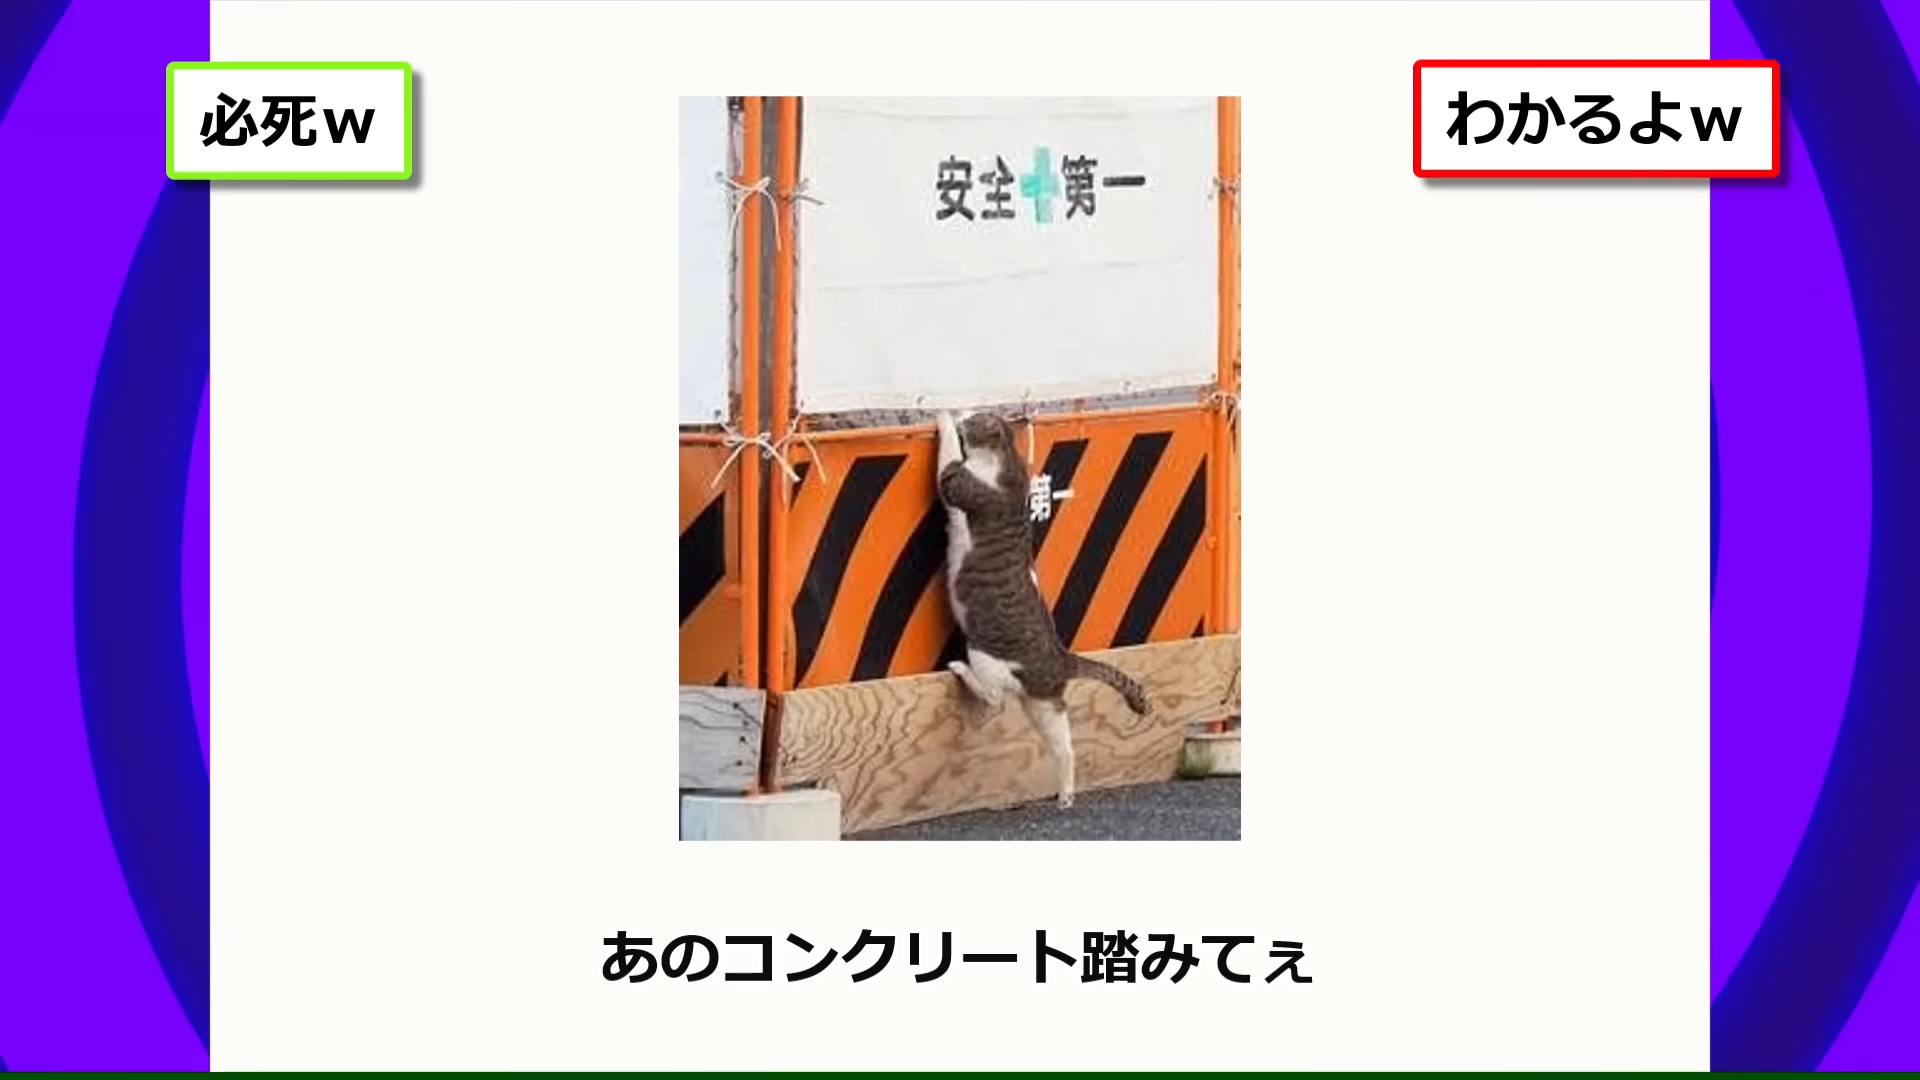 必死ｗ
わかるよｗ
安全✚第一
第一
あのコンクリート踏みてぇ